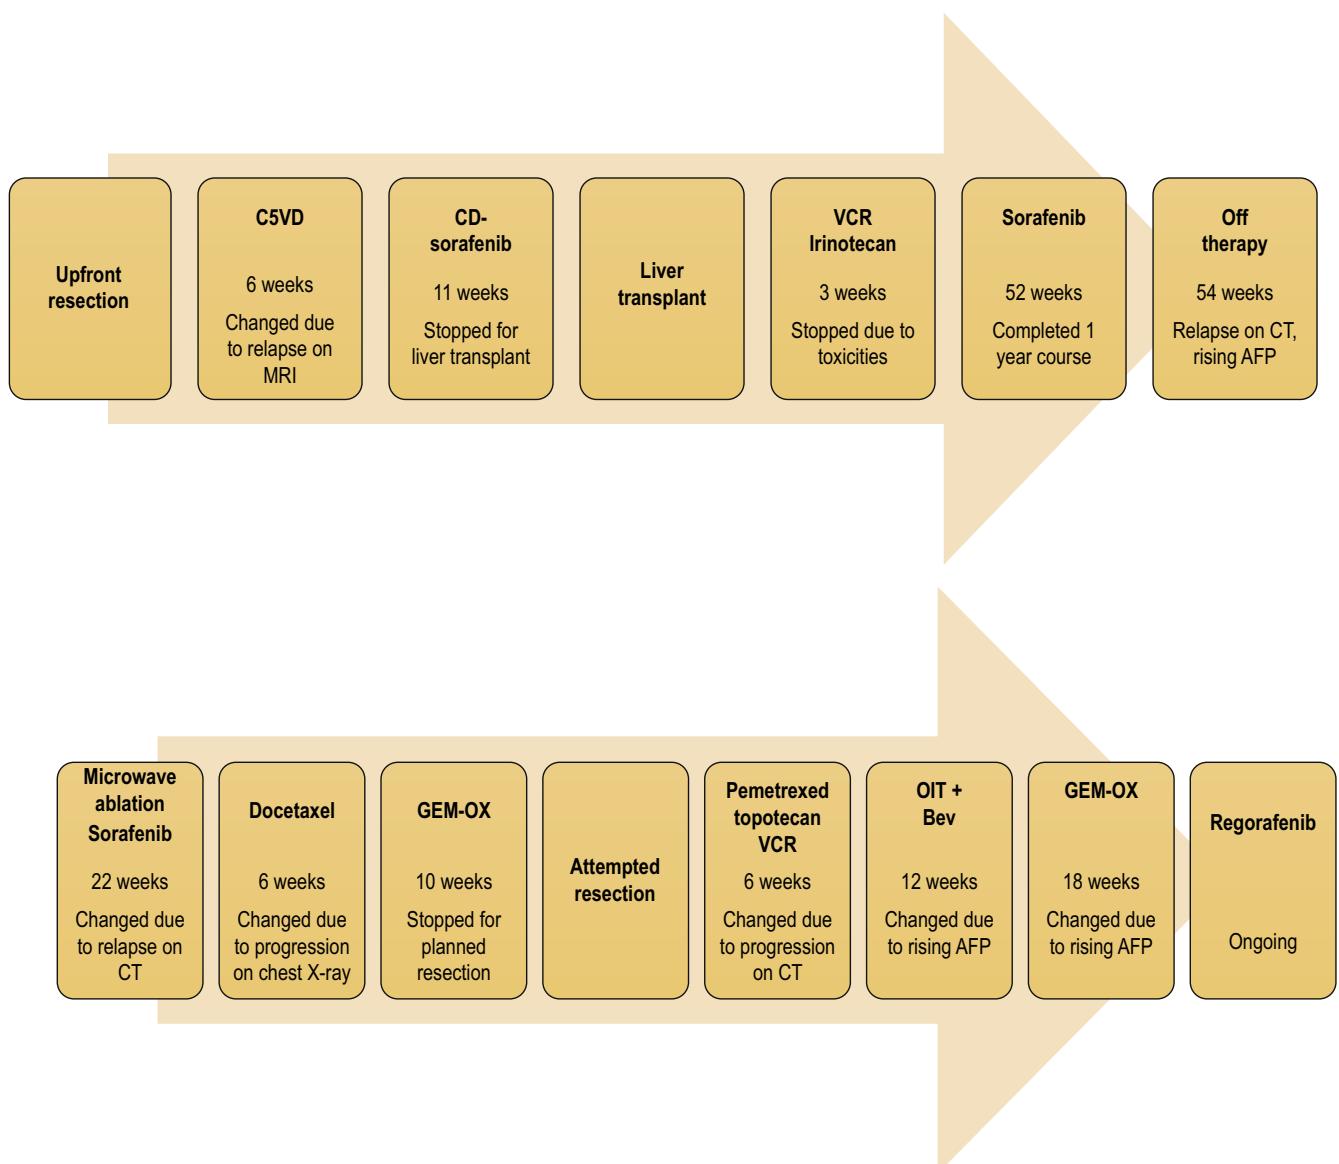 Upfront
resection
C5VD
6 weeks
Changed due
to relapse on
MRI
CD-
sorafenib
11 weeks
Stopped for
liver transplant
Liver
transplant
VCR
Irinotecan
3 weeks
Stopped due to
toxicities
Sorafenib
52 weeks
Completed 1
year course
Off
therapy
54 weeks
Relapse on CT,
rising AFP
Microwave
ablation
Sorafenib
22 weeks
Changed due
to relapse on
CT
Docetaxel
6 weeks
Changed due
to progression
on chest X-ray
GEM-OX
10 weeks
Stopped for
planned
resection
Attempted
resection
Pemetrexed
topotecan
VCR
6 weeks
Changed due
to progression
on CT
OIT +
Bev
12 weeks
Changed due
to rising AFP
GEM-OX
18 weeks
Changed due
to rising AFP
Regorafenib
Ongoing